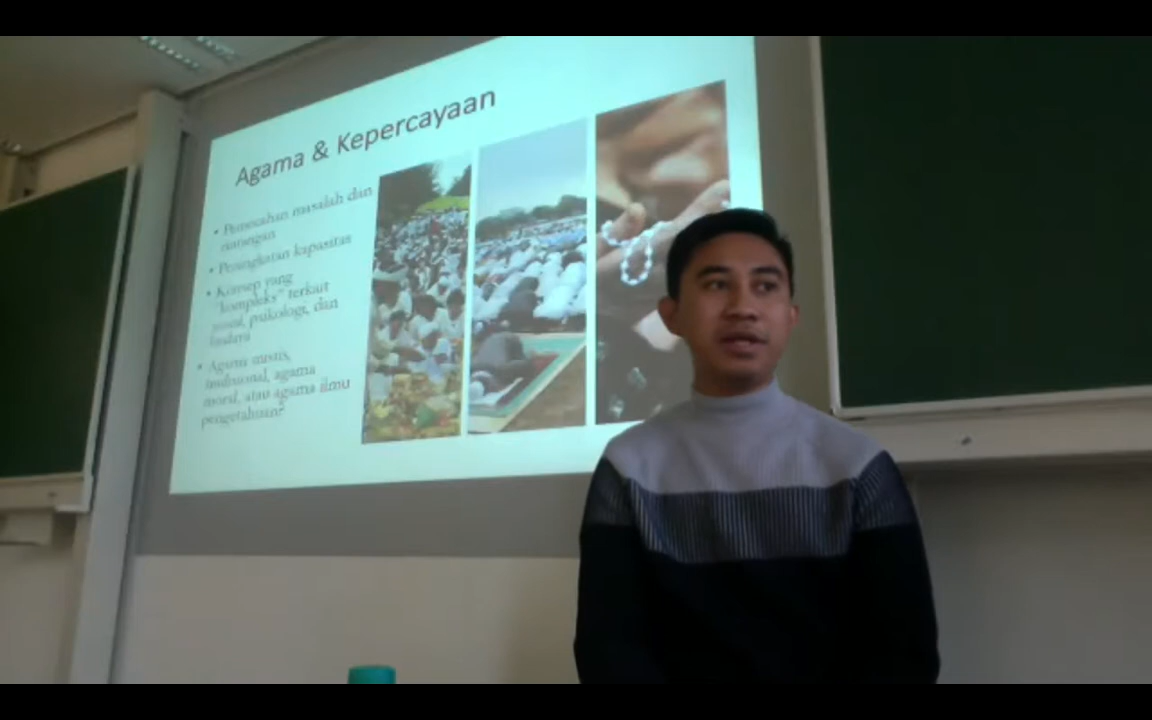 Agama & Kepercayaan
• Pemecahan masalah dan
• Peningkatan kapasitas
• Konsep yang
"kompleks" terkait
sosial, psikologi, dan
budaya
• Agama mistis,
tradisional, agama
moral, atau agama ilmu
pengetahuan?